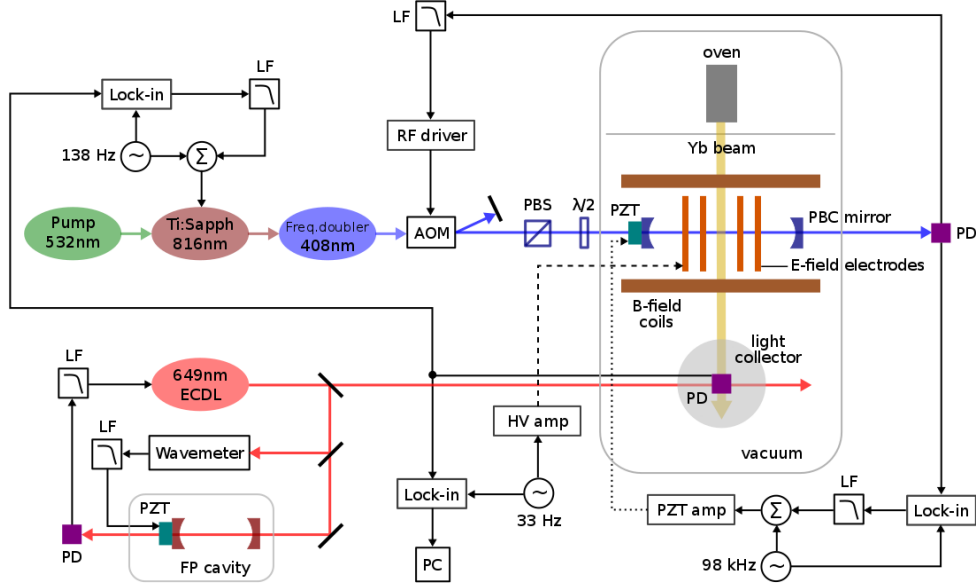 LF
oven
LF
Lock-in
RF driver
Yb beam
138 Hz
~
Σ
PBS
λ/2
PZT
PBC mirror
Pump
532nm
Ti:Sapph
816nm
Freq.doubler
408nm
AOM
PD
E-field electrodes
B-field
coils
light
collector
LF
649nm
ECDL
PD
HV amp
LF
Wavemeter
vacuum
PZT
Lock-in
~
33 Hz
LF
PZT amp
Σ
Lock-in
PD
FP cavity
PC
98 kHz
~